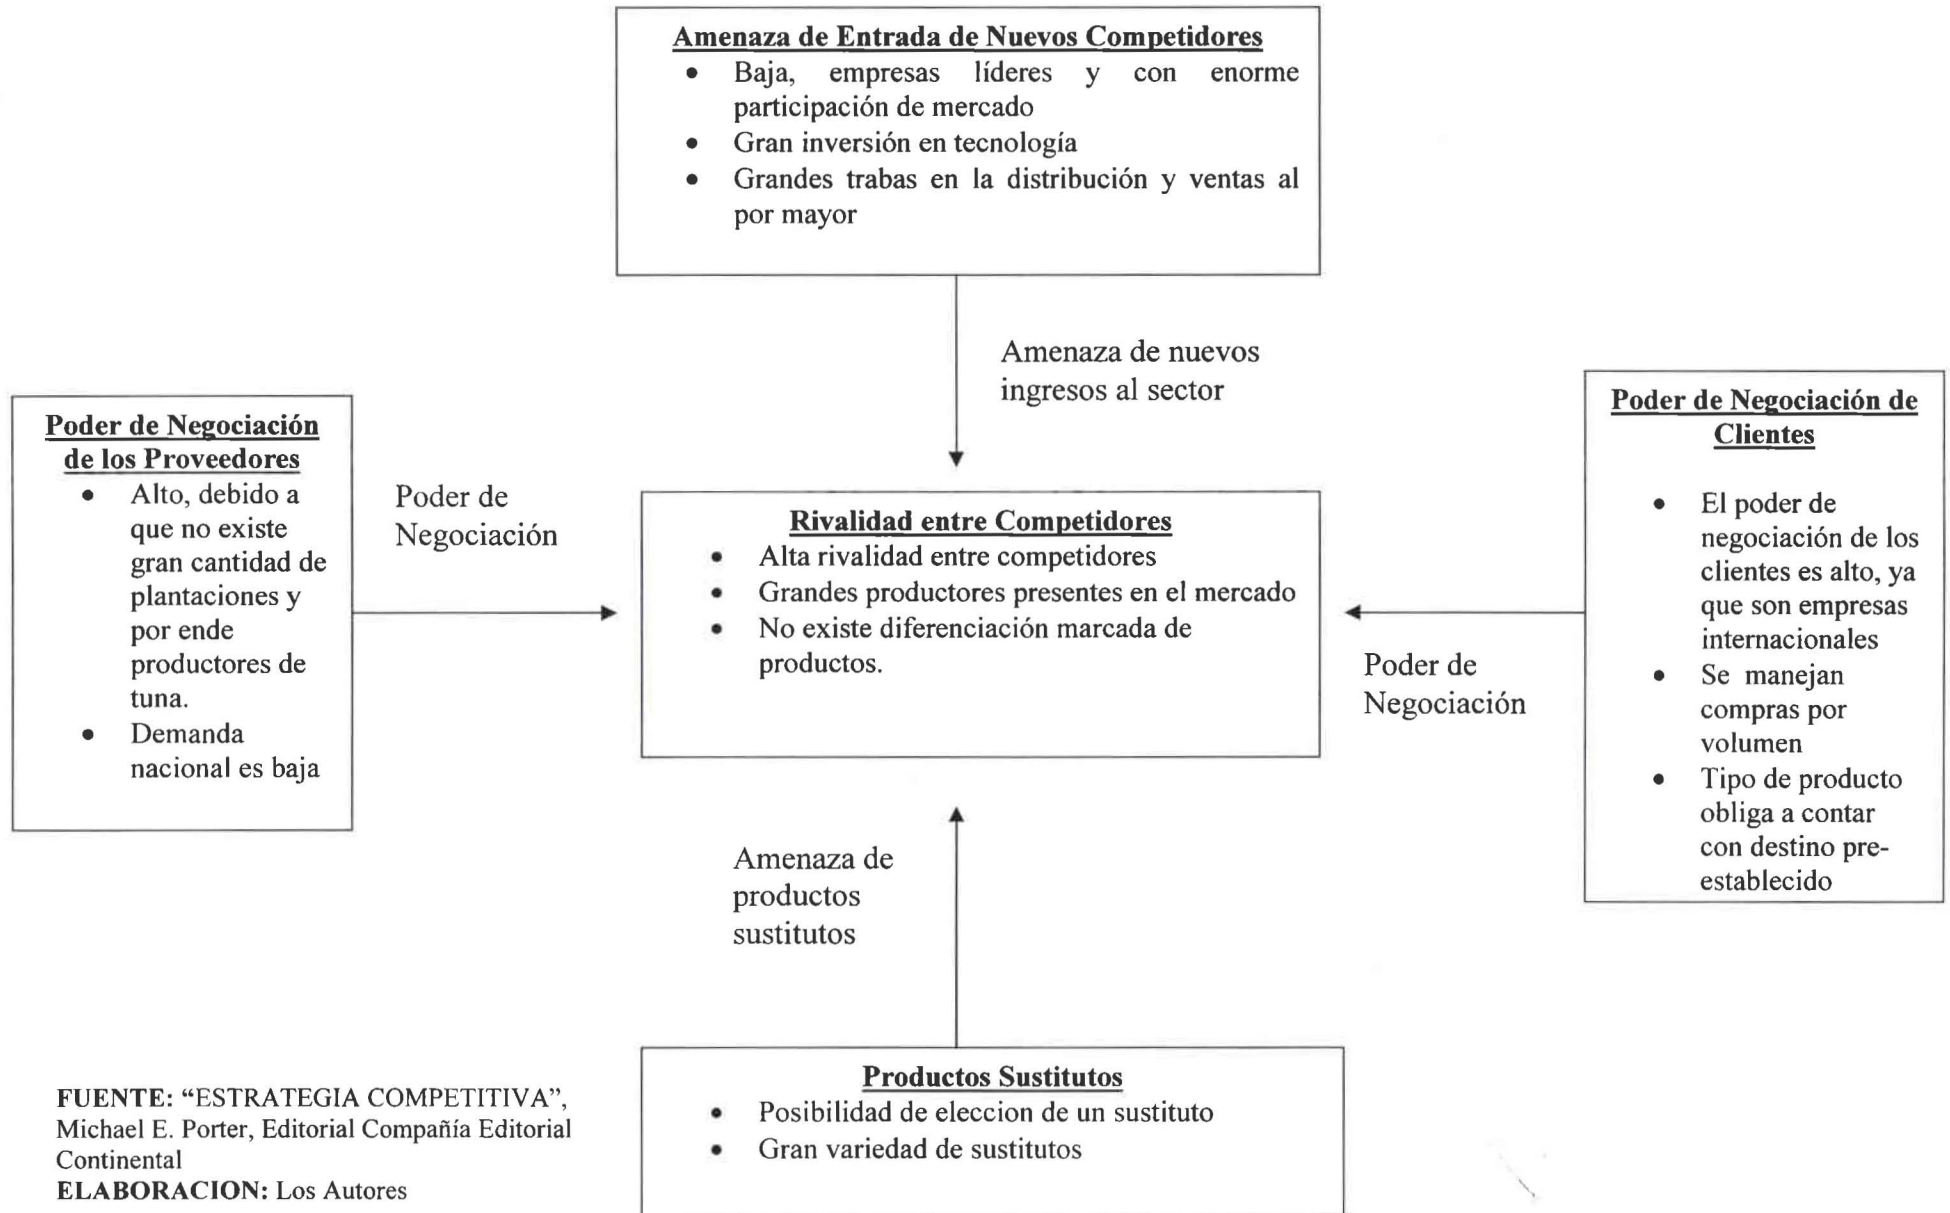 Amenaza de Entrada de Nuevos Competidores
• Baja, empresas líderes y con enorme
participación de mercado
• Gran inversión en tecnología
• Grandes trabas en la distribución y ventas al
por mayor
Amenaza de nuevos
ingresos al sector
Poder de Negociación
de los Proveedores
• Alto, debido a
que no existe
gran cantidad de
plantaciones y
por ende
productores de
tuna.
• Demanda
nacional es baja
Poder de
Negociación
Rivalidad entre Competidores
• Alta rivalidad entre competidores
• Grandes productores presentes en el mercado
• No existe diferenciación marcada de
productos.
Poder de
Negociación
Poder de Negociación de
Clientes
• El poder de
negociación de los
clientes es alto, ya
que son empresas
internacionales
• Se manejan
compras por
volumen
• Tipo de producto
obliga a contar
con destino pre-
establecido
Amenaza de
productos
sustitutos
Productos Sustitutos
• Posibilidad de eleccion de un sustituto
• Gran variedad de sustitutos
FUENTE: “ESTRATEGIA COMPETITIVA”,
Michael E. Porter, Editorial Compañía Editorial
Continental
ELABORACION: Los Autores